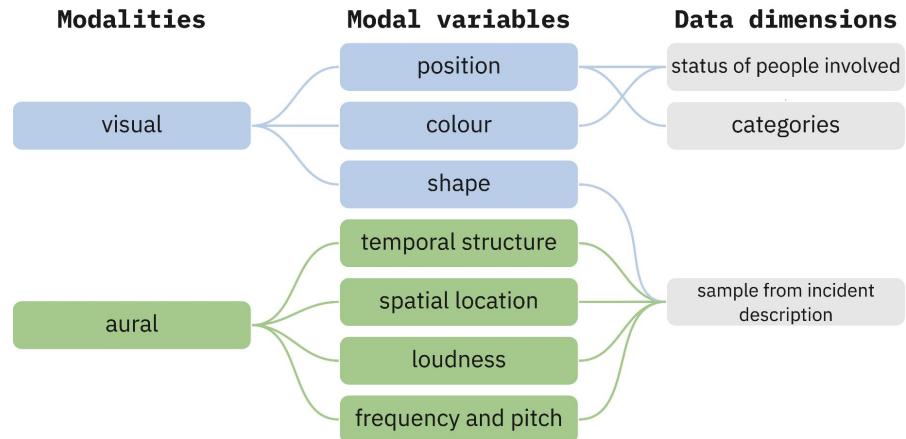 Modalities
Modal variables
Data dimensions
visual
position
colour
shape
status of people involved
categories
aural
temporal structure
spatial location
loudness
frequency and pitch
sample from incident
description